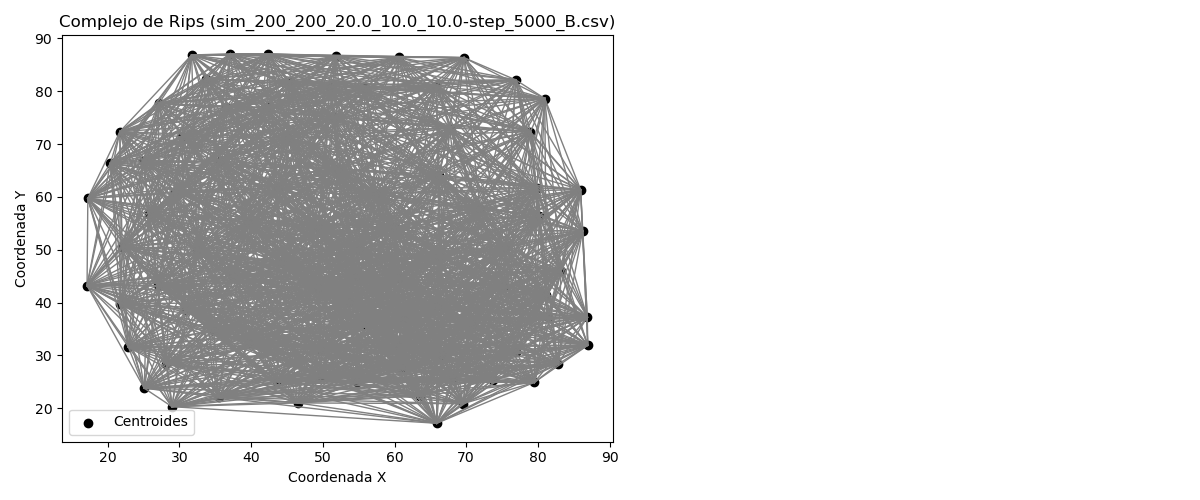 Complejo de Rips (sim_200_200_20.0_10.0_10.0-step_5000_B.csv)
90
80
70
60
50
40
30
20
Coordenada Y
Centroides
20 30 40 50 60 70 80 90
Coordenada X